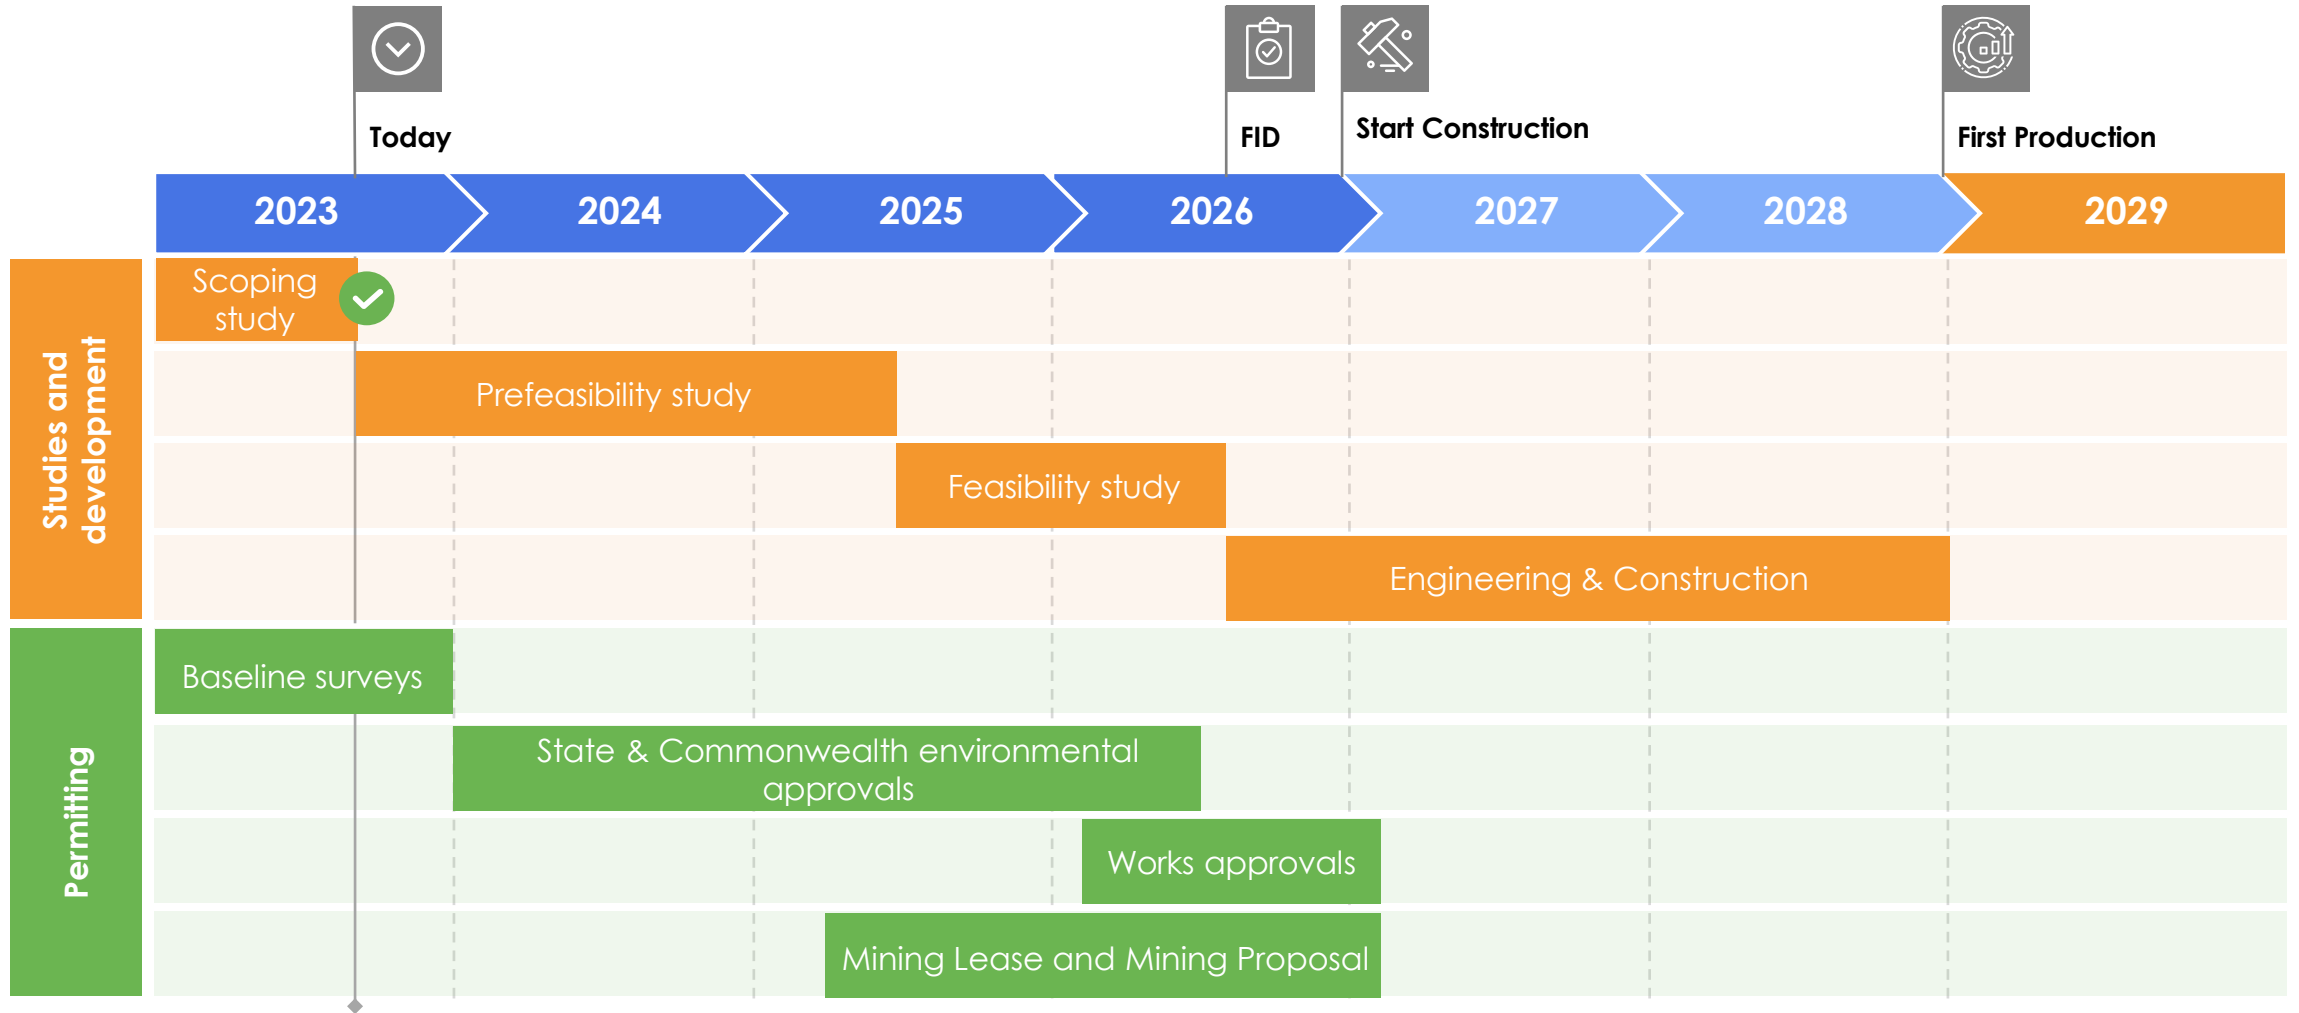 Today
FID
Start Construction
First Production
2023
2024
2025
2026
2027
2028
2029
Studies and
development
Scoping
study
Prefeasibility study
Feasibility study
Engineering & Construction
Permitting
Baseline surveys
State & Commonwealth environmental
approvals
Works approvals
Mining Lease and Mining Proposal